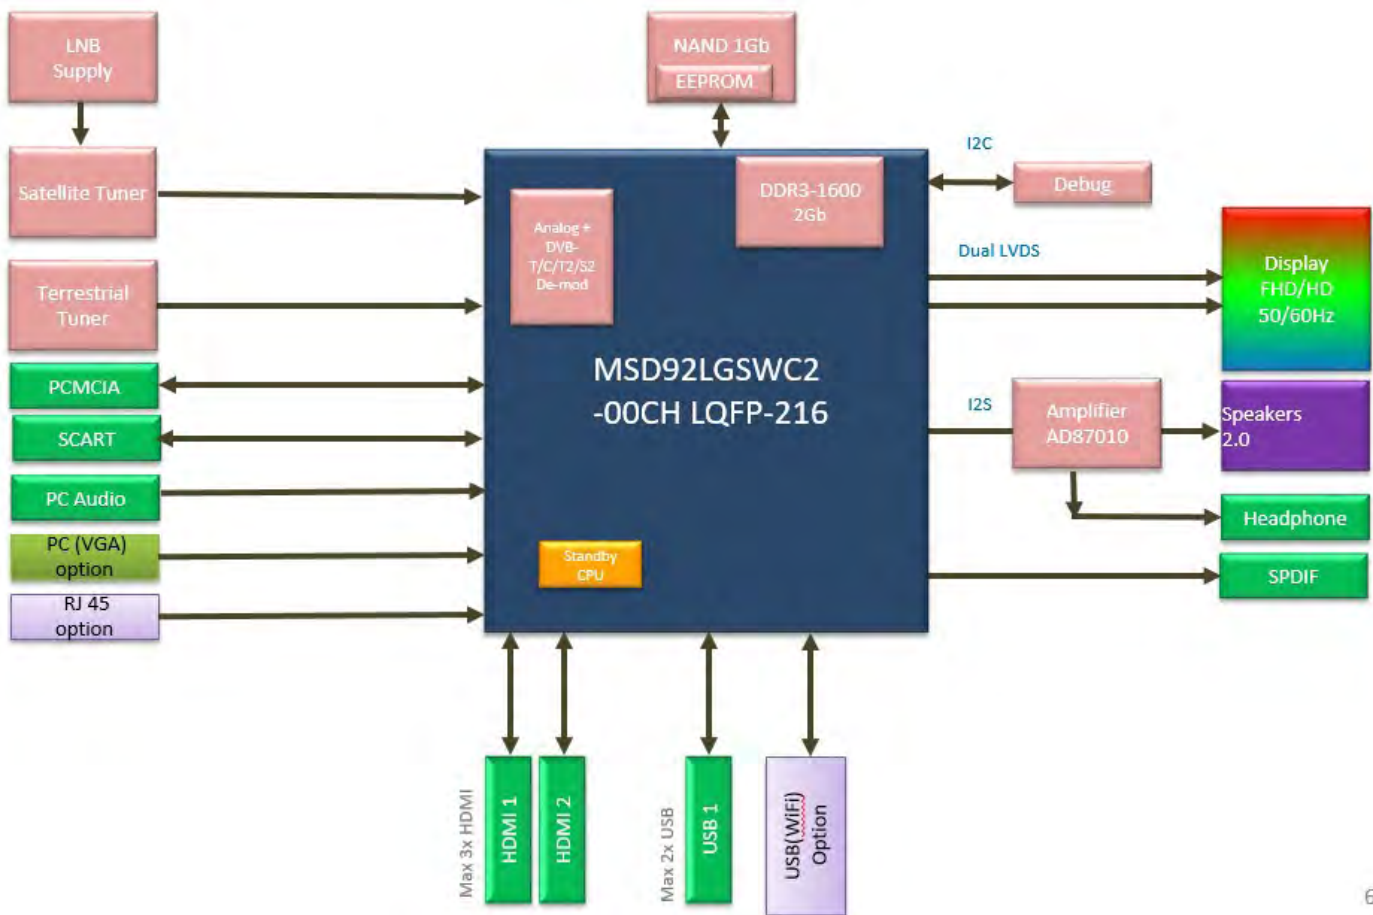 LNB
Supply
NAND 1Gb
EEPROM
Satellite Tuner
Analog +
DVB-
T/C/T2/S2
De-mod
DDR3-1600
2Gb
I2C
Debug
Dual LVDS
Display
FHD/HD
50/60Hz
Terrestrial
Tuner
MSD92LGSWC2
-00CH LQFP-216
PCMCIA
SCART
PC Audio
PC (VGA)
option
RJ 45
option
I2S
Amplifier
AD87010
Speakers
2.0
Headphone
SPDIF
Standby
CPU
Max 3x HDMI
HDMI 1
HDMI 2
Max 2x USB
USB 1
USB(WiFi)
Option
6